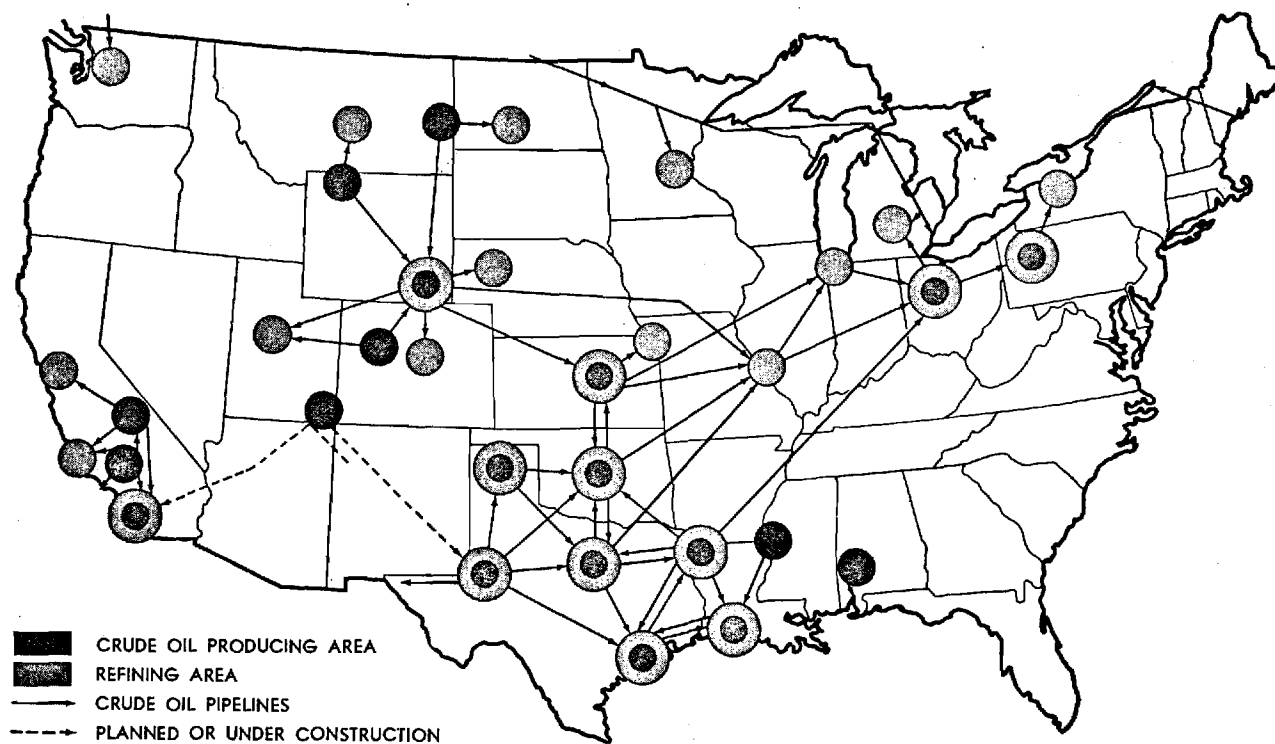 CRUDE OIL PRODUCING AREA
REFINING AREA
CRUDE OIL PIPELINES
PLANNED OR UNDER CONSTRUCTION